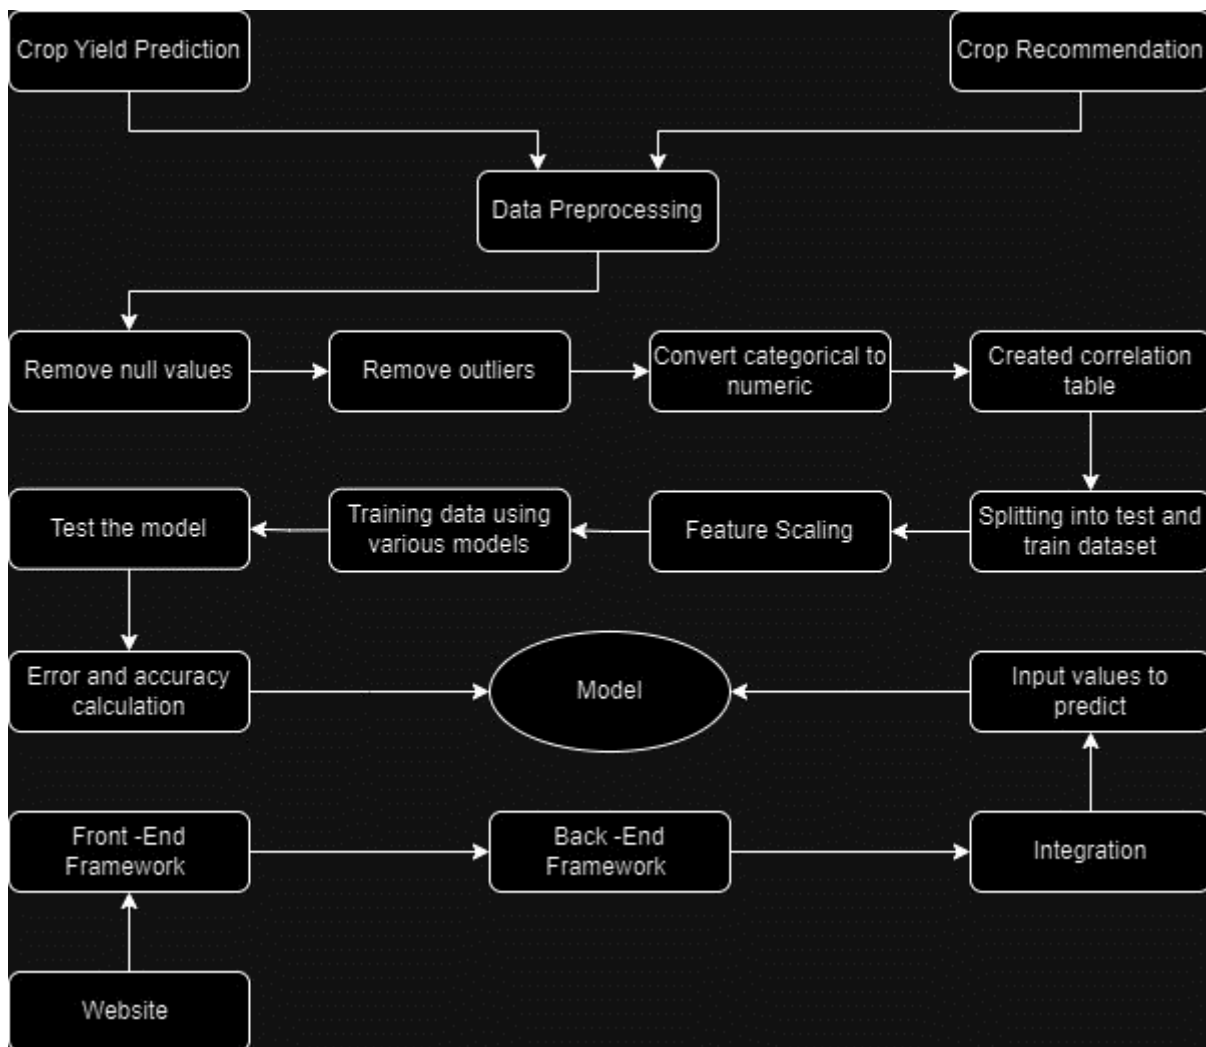 Crop Yield Prediction
Crop Recommendation
Data Preprocessing
Remove null values
Remove outliers
Convert categorical to
numeric
Created correlation
table
Test the model
Training data using
various models
Feature Scaling
Splitting into test and
train dataset
Error and accuracy
calculation
Model
Input values to
predict
Front -End
Framework
Back -End
Framework
Integration
Website